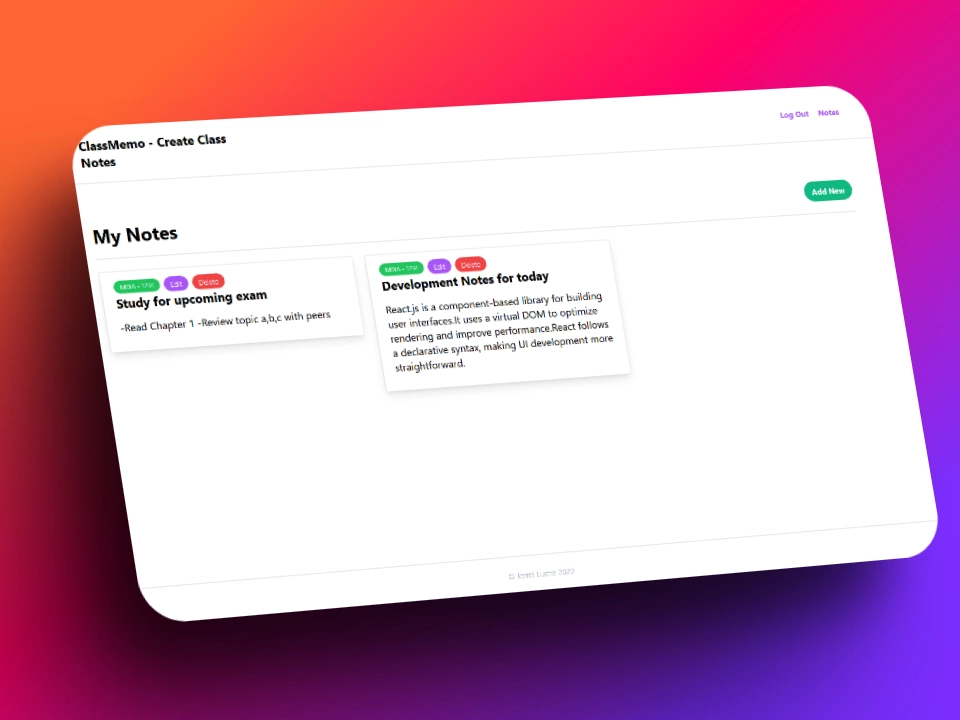 ClassMemo - Create Class
Notes
Log Out Notes
Add New
My Notes
Edit Delete
Study for upcoming exam
-Read Chapter 1 -Review topic a,b,c with peers
Edit Delete
Development Notes for today
React.js is a component-based library for building
user interfaces.It uses a virtual DOM to optimize
rendering and improve performance.React follows
a declarative syntax, making UI development more
straightforward.
© Lustre 2022